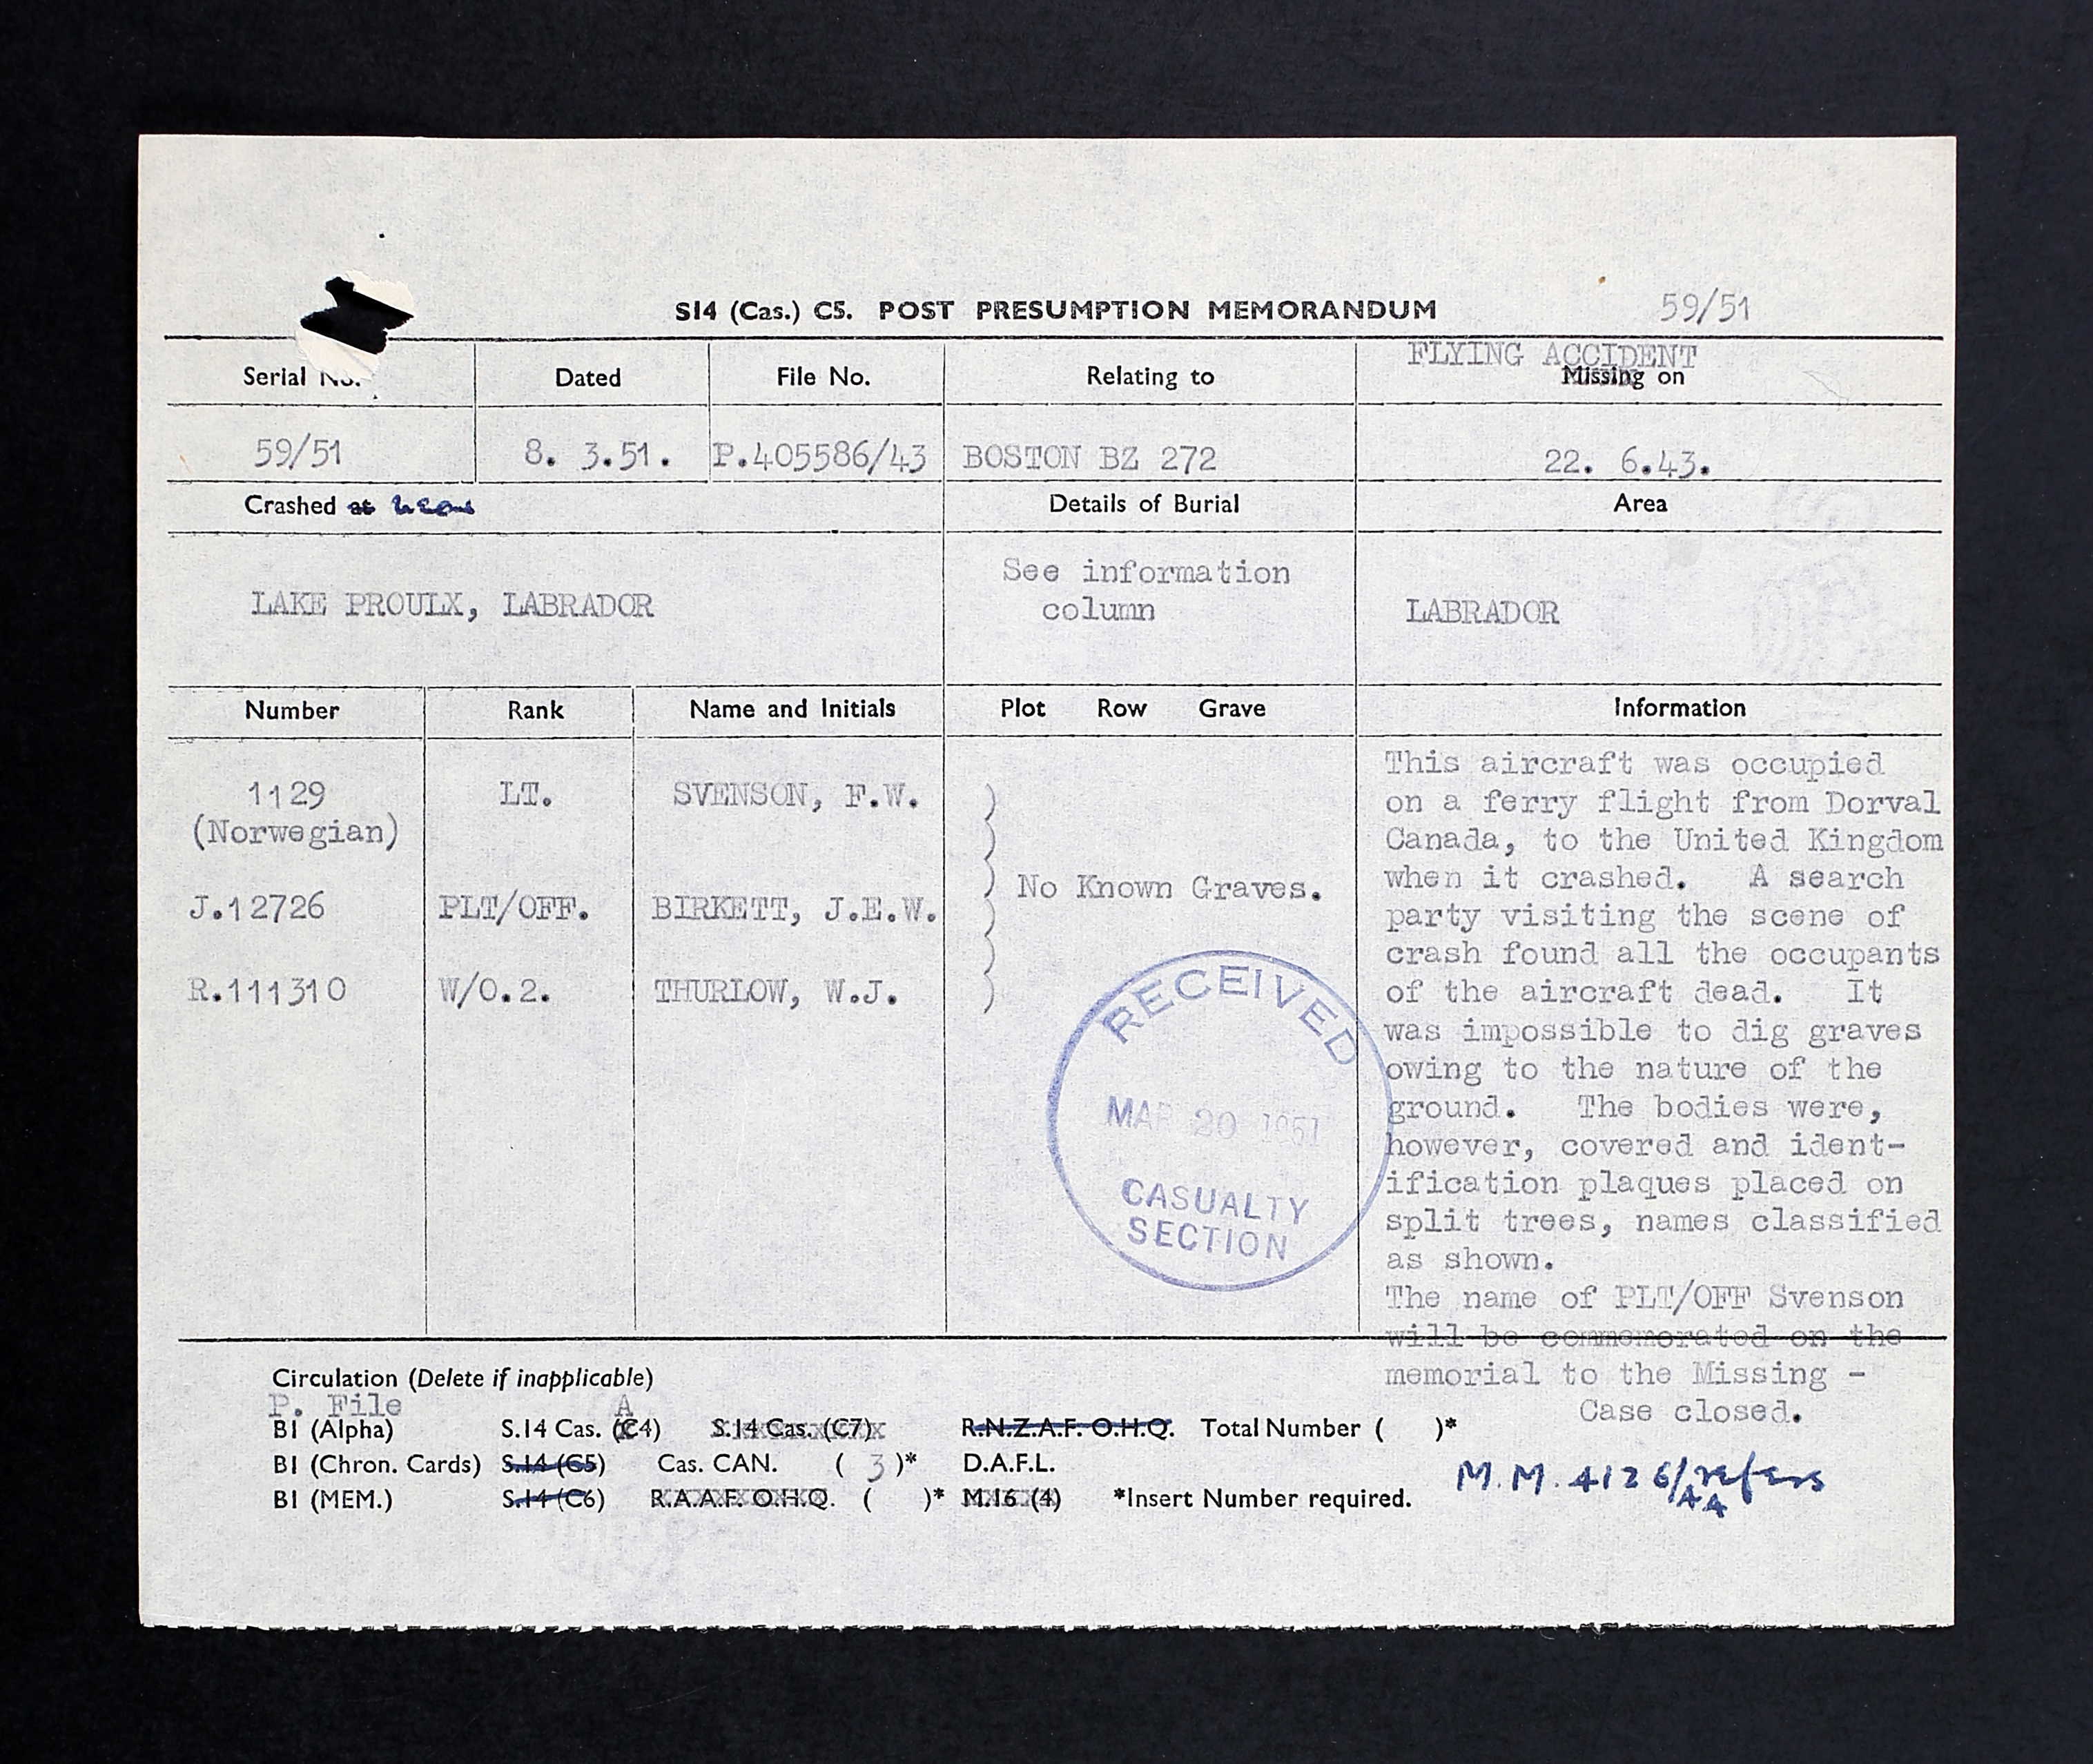 S14 (Cas.) C5. POST PRESUMPTION MEMORANDUM 59/51
FLYING ACCIDENT
Serial No. Dated File No. Relating to Missing on
59/51 8. 3.51. P.405586/43 BOSTON BZ 272 22. 6.43.
Crashed at near Details of Burial Area
LAKE PROULX, LABRADOR See information column LABRADOR
Number Rank Name and Initials Plot Row Grave Information
1129 LT. SVENSON, F.W.
(Norwegian)
J.12726 PLT/OFF. BIRKETT, J.E.W.
R.111310 W/O.2. THURLOW, W.J.
No Known Graves.
RECEIVED
MAR 20 1951
CASUALTY
SECTION
This aircraft was occupied
on a ferry flight from Dorval
Canada, to the United Kingdom
when it crashed. A search
party visiting the scene of
crash found all the occupants
of the aircraft dead. It
was impossible to dig graves
owing to the nature of the
ground. The bodies were,
however, covered and ident-
ification plaques placed on
split trees, names classified
as shown.
The name of PLT/OFF Svenson
will be commemorated on the
memorial to the Missing -
Case closed.
Circulation (Delete if inapplicable)
P. File A
B1 (Alpha) S.14 Cas. (C4) S.14 Cas. (C7) R.N.Z.A.F. O.H.Q. Total Number ( )*
B1 (Chron. Cards) S.14 (C5) Cas. CAN. ( 3 )* D.A.F.L.
B1 (MEM.) S.14 (C6) R.A.A.F. O.H.Q. ( )* M.16 (4) *Insert Number required.
M.M. 4126/refers
AA